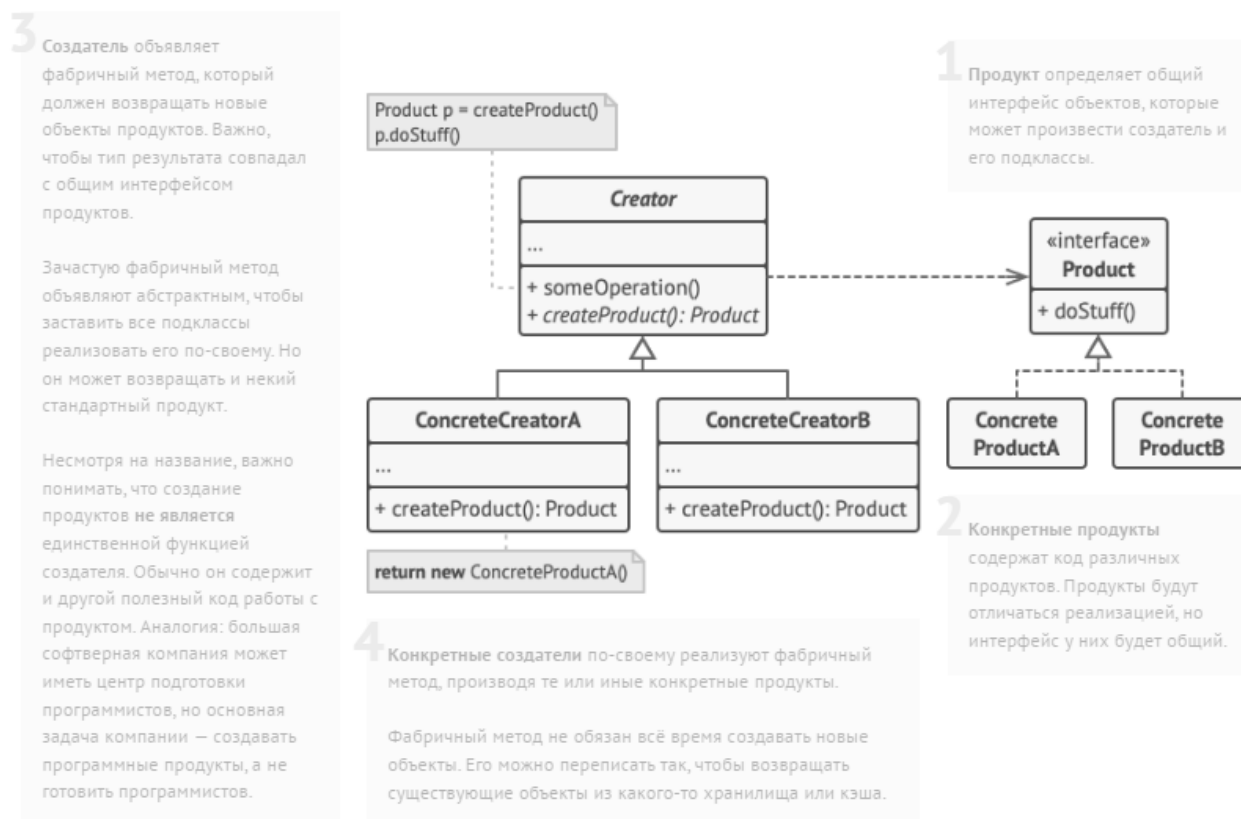 3
Создатель объявляет
фабричный метод, который
должен возвращать новые
объекты продуктов. Важно,
чтобы тип результата совпадал
с общим интерфейсом
продуктов.
Зачастую фабричный метод
объявляют абстрактным, чтобы
заставить все подклассы
реализовать его по-своему. Но
он может возвращать и некий
стандартный продукт.
Несмотря на название, важно
понимать, что создание
продуктов не является
единственной функцией
создателя. Обычно он содержит
и другой полезный код работы с
продуктом. Аналогия: большая
софтверная компания может
иметь центр подготовки
программистов, но основная
задача компании — создавать
программные продукты, а не
готовить программистов.
Product p = createProduct()
p.doStuff()
Creator
...
+ someOperation()
+ createProduct(): Product
ConcreteCreatorA
...
+ createProduct(): Product
return new ConcreteProductA()
ConcreteCreatorB
...
+ createProduct(): Product
1
Продукт определяет общий
интерфейс объектов, которые
может произвести создатель и
его подклассы.
«interface»
Product
+ doStuff()
Concrete
ProductA
Concrete
ProductB
2
Конкретные продукты
содержат код различных
продуктов. Продукты будут
отличаться реализацией, но
интерфейс у них будет общий.
4
Конкретные создатели по-своему реализуют фабричный
метод, производя те или иные конкретные продукты.
Фабричный метод не обязан всё время создавать новые
объекты. Его можно переписать так, чтобы возвращать
существующие объекты из какого-то хранилища или кэша.